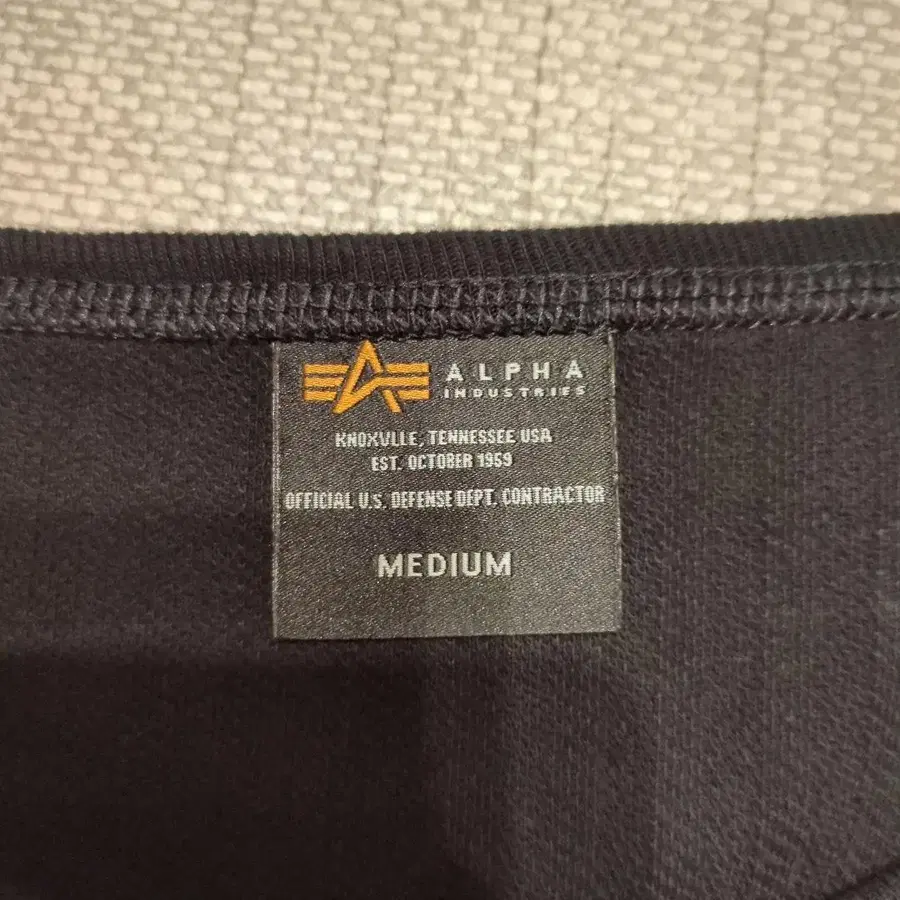 ALPHA
INDUSTRIES
KNOXVLLE, TENNESSEE USA
EST. OCTOBER 1959
OFFICIAL U.S. DEFENSE DEPT. CONTRACTOR
MEDIUM